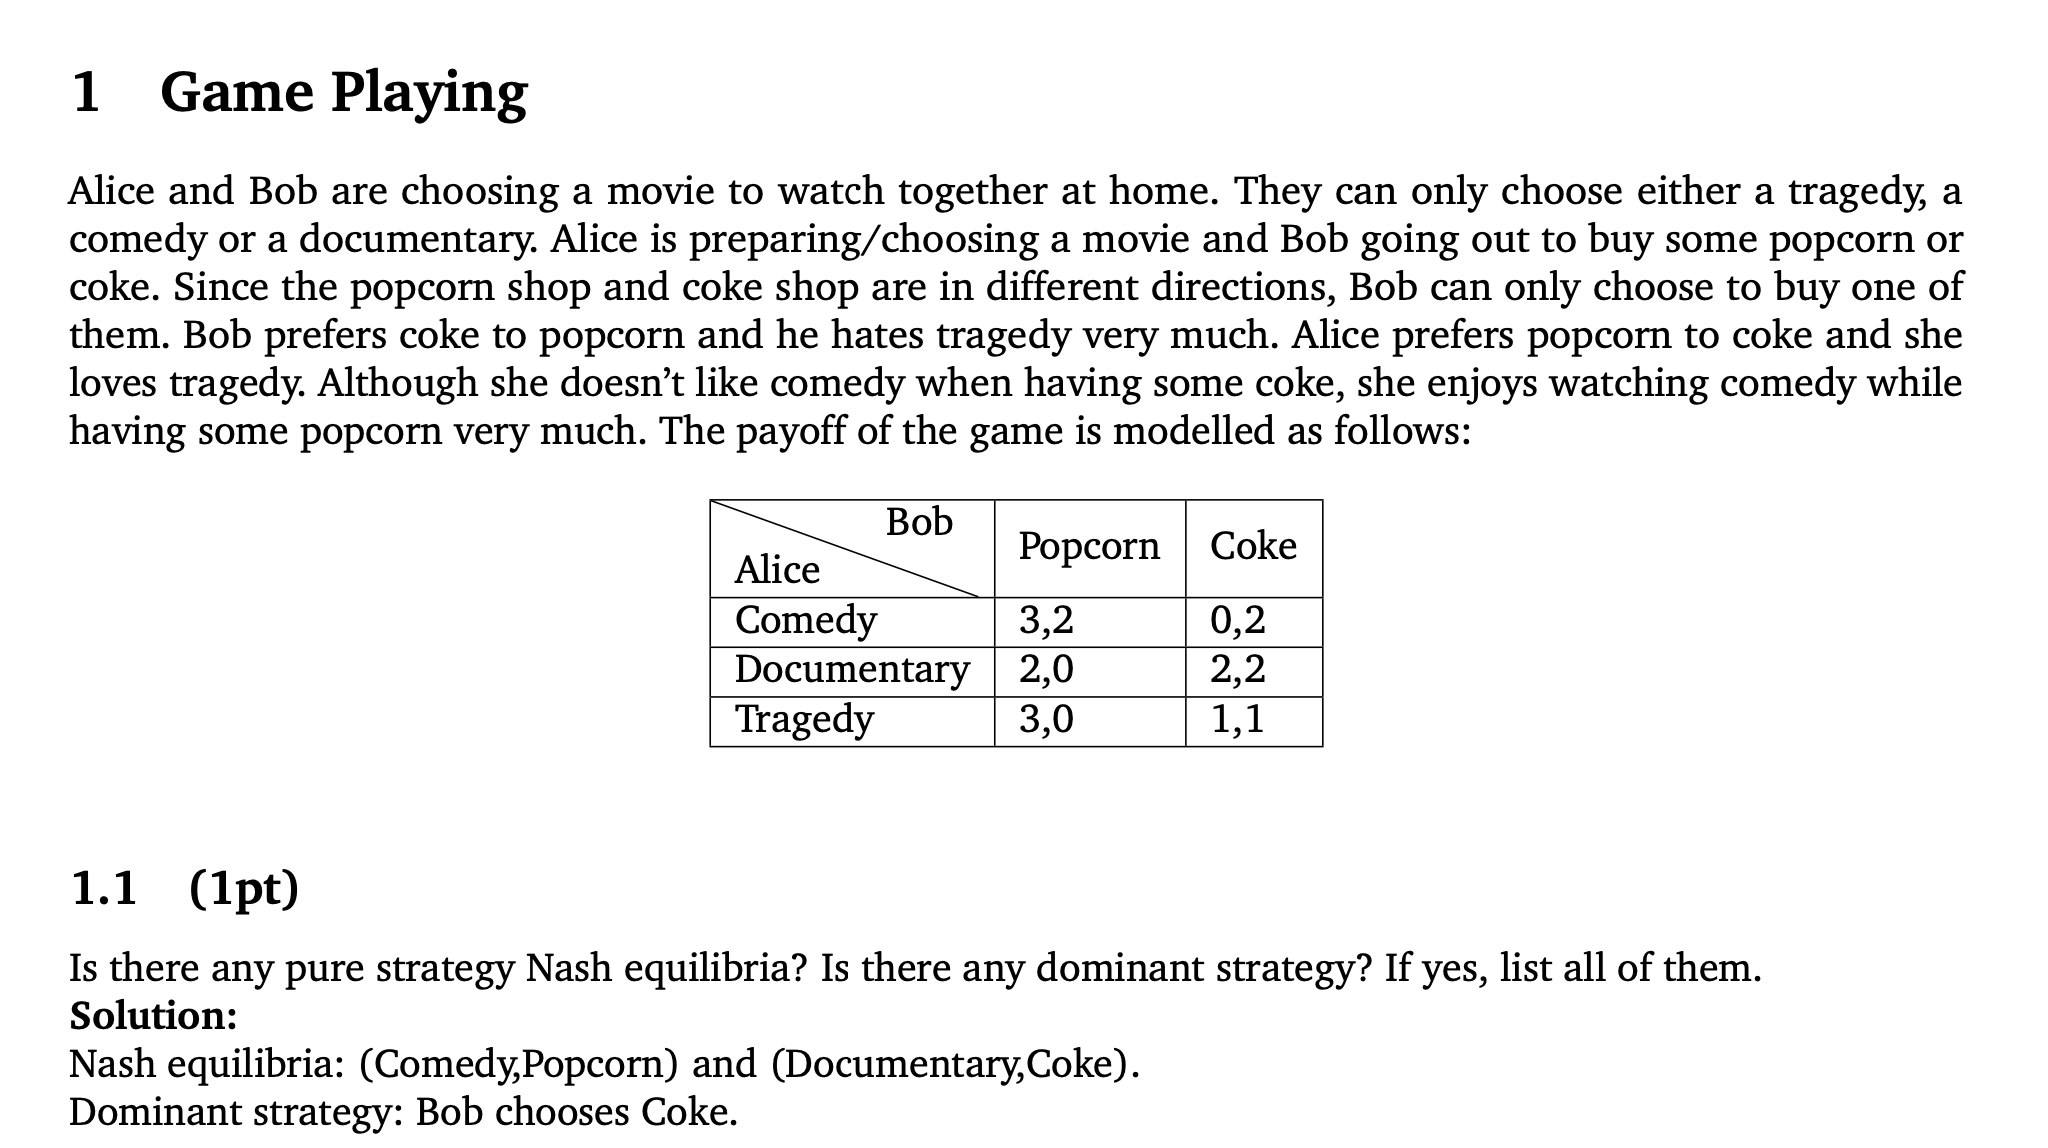 1 Game Playing
Alice and Bob are choosing a movie to watch together at home. They can only choose either a tragedy, a
comedy or a documentary. Alice is preparing/choosing a movie and Bob going out to buy some popcorn or
coke. Since the popcorn shop and coke shop are in different directions, Bob can only choose to buy one of
them. Bob prefers coke to popcorn and he hates tragedy very much. Alice prefers popcorn to coke and she
loves tragedy. Although she doesn't like comedy when having some coke, she enjoys watching comedy while
having some popcorn very much. The payoff of the game is modelled as follows:
Bob
Alice
Popcorn Coke
Comedy 3,2 0,2
Documentary 2,0 2,2
Tragedy 3,0 1,1
1.1 (1pt)
Is there any pure strategy Nash equilibria? Is there any dominant strategy? If yes, list all of them.
Solution:
Nash equilibria: (Comedy,Popcorn) and (Documentary,Coke).
Dominant strategy: Bob chooses Coke.